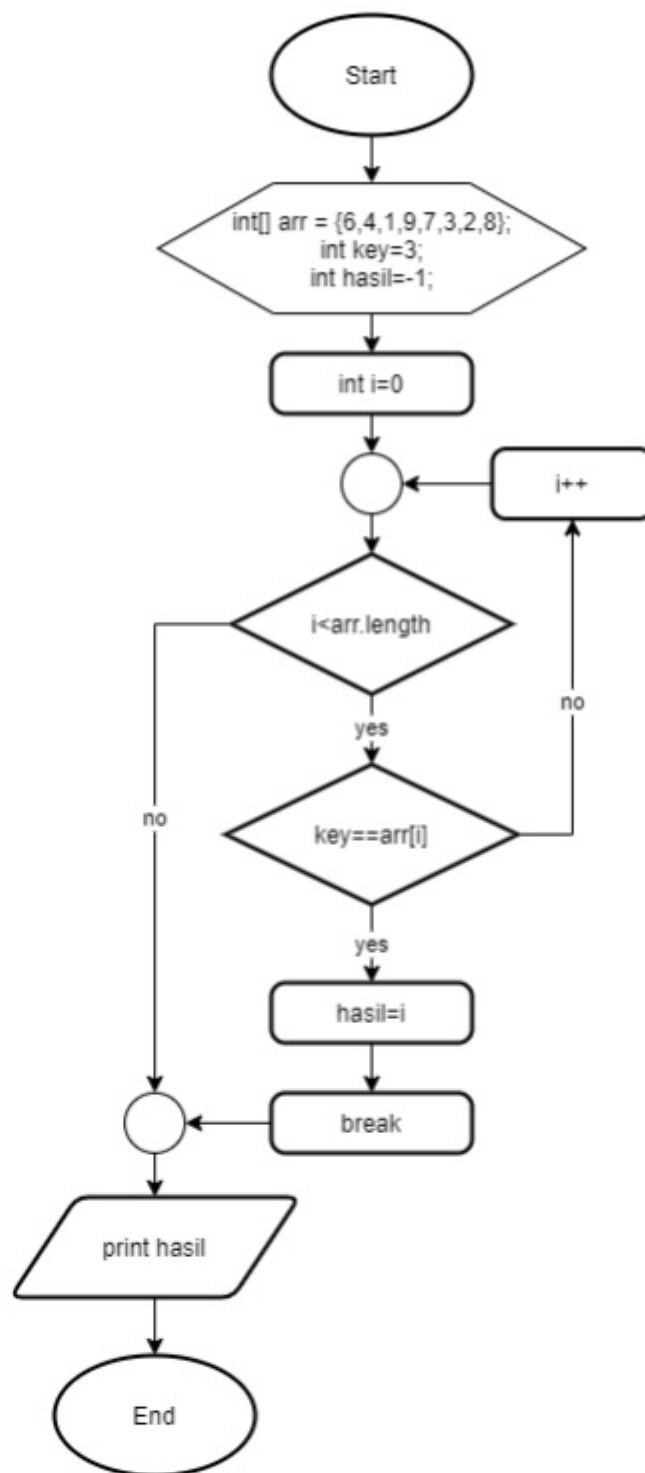 Start
int[] arr = {6,4,1,9,7,3,2,8};
int key=3;
int hasil=-1;
int i=0
i++
i<arr.length
no
yes
no
key==arr[i]
yes
hasil=i
break
print hasil
End